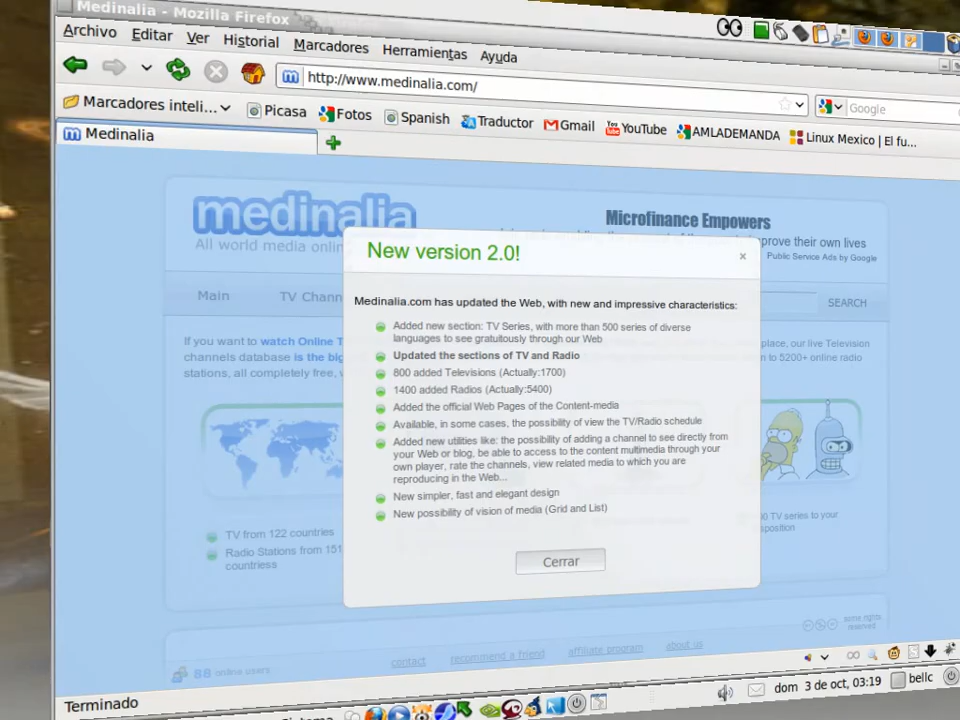 Medinalia - Mozilla Firefox
Archivo Editar Ver Historial Marcadores Herramientas Ayuda
http://www.medinalia.com/
Google
Marcadores inteli... Picasa Fotos Spanish Traductor Gmail YouTube AMLADEMANDA Linux Mexico | El fu...
Medinalia
medinalia
All world media onlin
Microfinance Empowers
prove their own lives
Public Service Ads by Google
Main TV Chann
SEARCH
New version 2.0!
×
Medinalia.com has updated the Web, with new and impressive characteristics:
Added new section: TV Series, with more than 500 series of diverse
languages to see gratuitously through our Web
Updated the sections of TV and Radio
800 added Televisions (Actually:1700)
1400 added Radios (Actually:5400)
Added the official Web Pages of the Content-media
Available, in some cases, the possibility of view the TV/Radio schedule
Added new utilities like: the possibility of adding a channel to see directly from
your Web or blog, be able to access to the content multimedia through your
own player, rate the channels, view related media to which you are
reproducing in the Web...
New simpler, fast and elegant design
New possibility of vision of media (Grid and List)
Cerrar
If you want to watch Online T
channels database is the big
stations, all completely free,
place, our live Television
to 5200+ online radio
TV from 122 countries
Radio Stations from 151
countriess
TV series to your
88 online users
contact recommend a friend affiliate program about us
some rights
reserved
Terminado
dom 3 de oct, 03:19
bellc